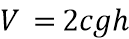 V = 2cgh